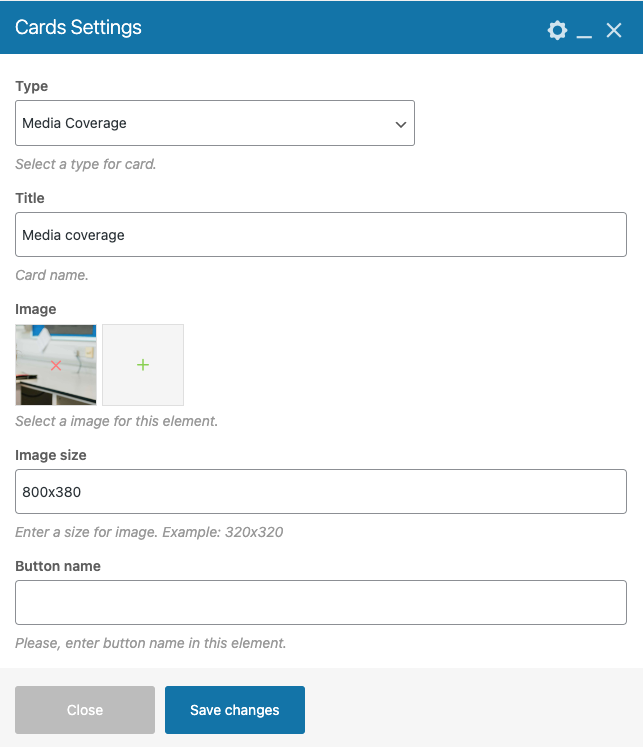 Cards Settings
Type
Media Coverage
Select a type for card.
Title
Media coverage
Card name.
Image
Select a image for this element.
Image size
800x380
Enter a size for image. Example: 320x320
Button name
Please, enter button name in this element.
Close
Save changes